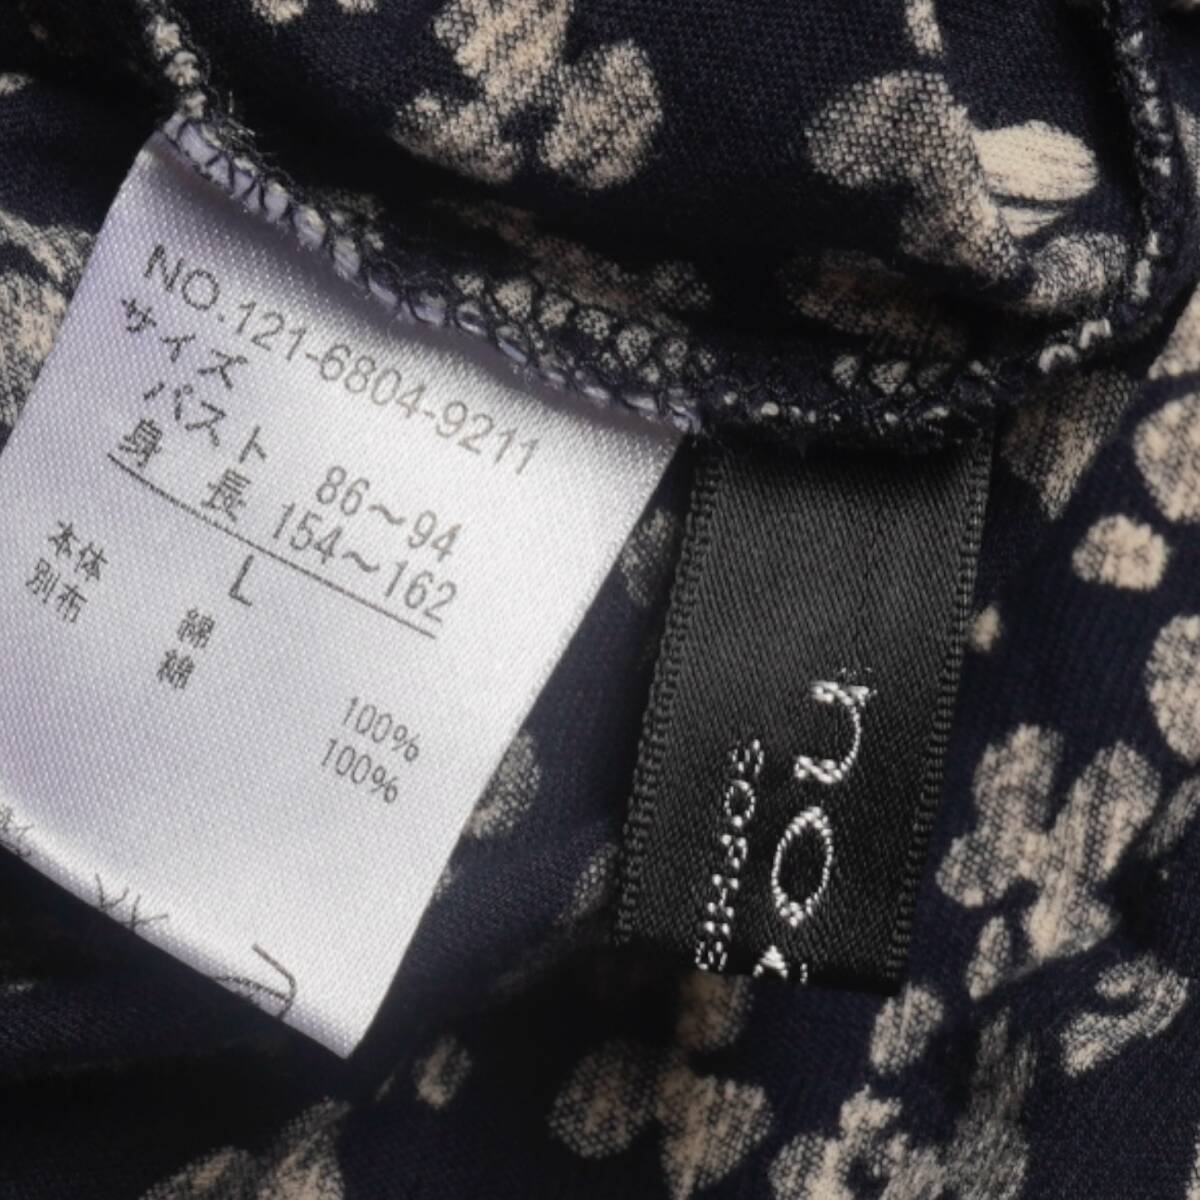 NO.121-6804-9211
サイズ
バスト 86～94
身長 154～162
L
本体 綿 100%
別布 綿 100%